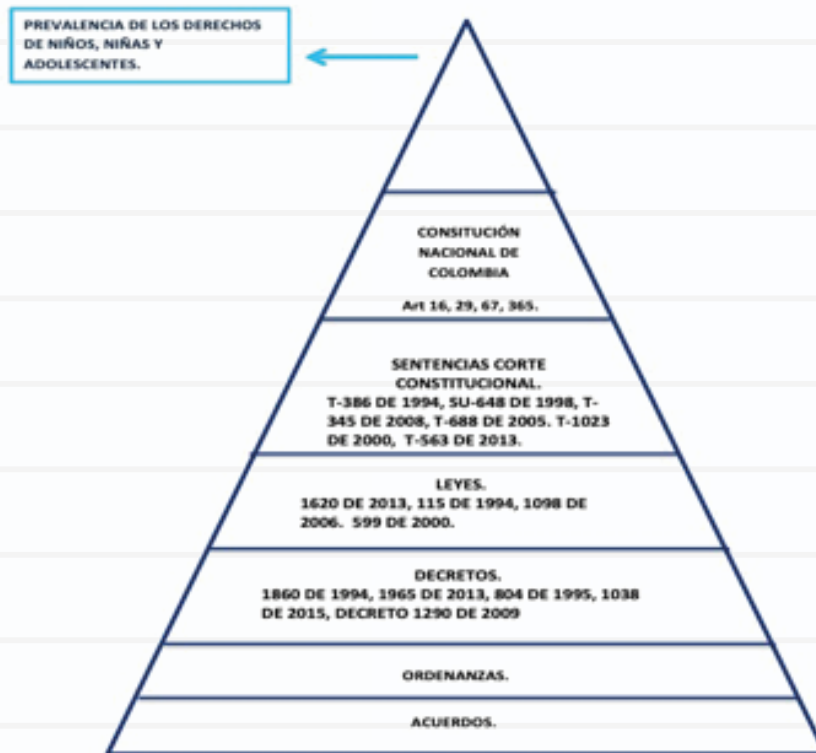 PREVALENCIA DE LOS DERECHOS
DE NIÑOS, NIÑAS Y
ADOLESCENTES.
CONSITUCIÓN
NACIONAL DE
COLOMBIA
Art 16, 29, 67, 365.
SENTENCIAS CORTE
CONSTITUCIONAL.
T-386 DE 1994, SU-648 DE 1998, T-
345 DE 2008, T-688 DE 2005. T-1023
DE 2000, T-563 DE 2013.
LEYES.
1620 DE 2013, 115 DE 1994, 1098 DE
2006. 599 DE 2000.
DECRETOS.
1860 DE 1994, 1965 DE 2013, 804 DE 1995, 1038
DE 2015, DECRETO 1290 DE 2009
ORDENANZAS.
ACUERDOS.